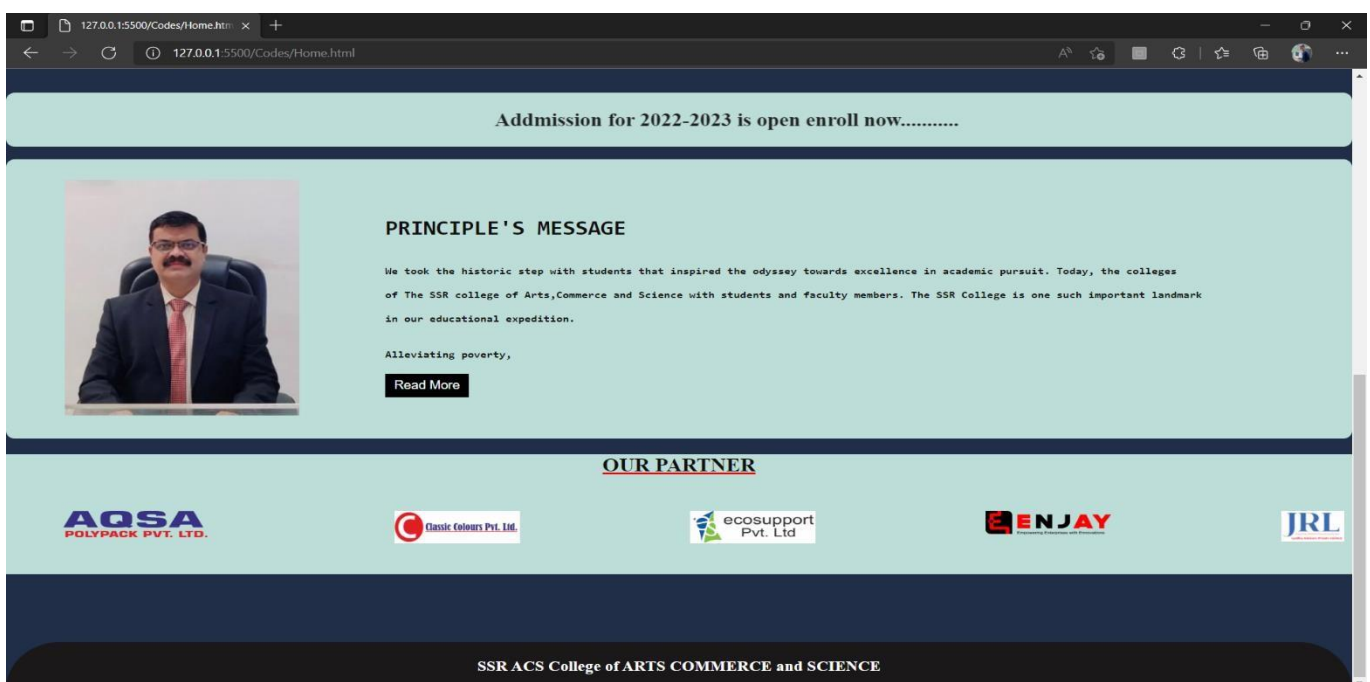 127.0.0.1:5500/Codes/Home.htm
127.0.0.1:5500/Codes/Home.html
Addmission for 2022-2023 is open enroll now...........
PRINCIPLE'S MESSAGE
We took the historic step with students that inspired the odyssey towards excellence in academic pursuit. Today, the colleges
of The SSR college of Arts,Commerce and Science with students and faculty members. The SSR College is one such important landmark
in our educational expedition.
Alleviating poverty,
Read More
OUR PARTNER
AQSA
POLYPACK PVT. LTD.
Classic Colours Pvt. Ltd.
ecosupport
Pvt. Ltd
ENJAY
JRL
SSR ACS College of ARTS COMMERCE and SCIENCE